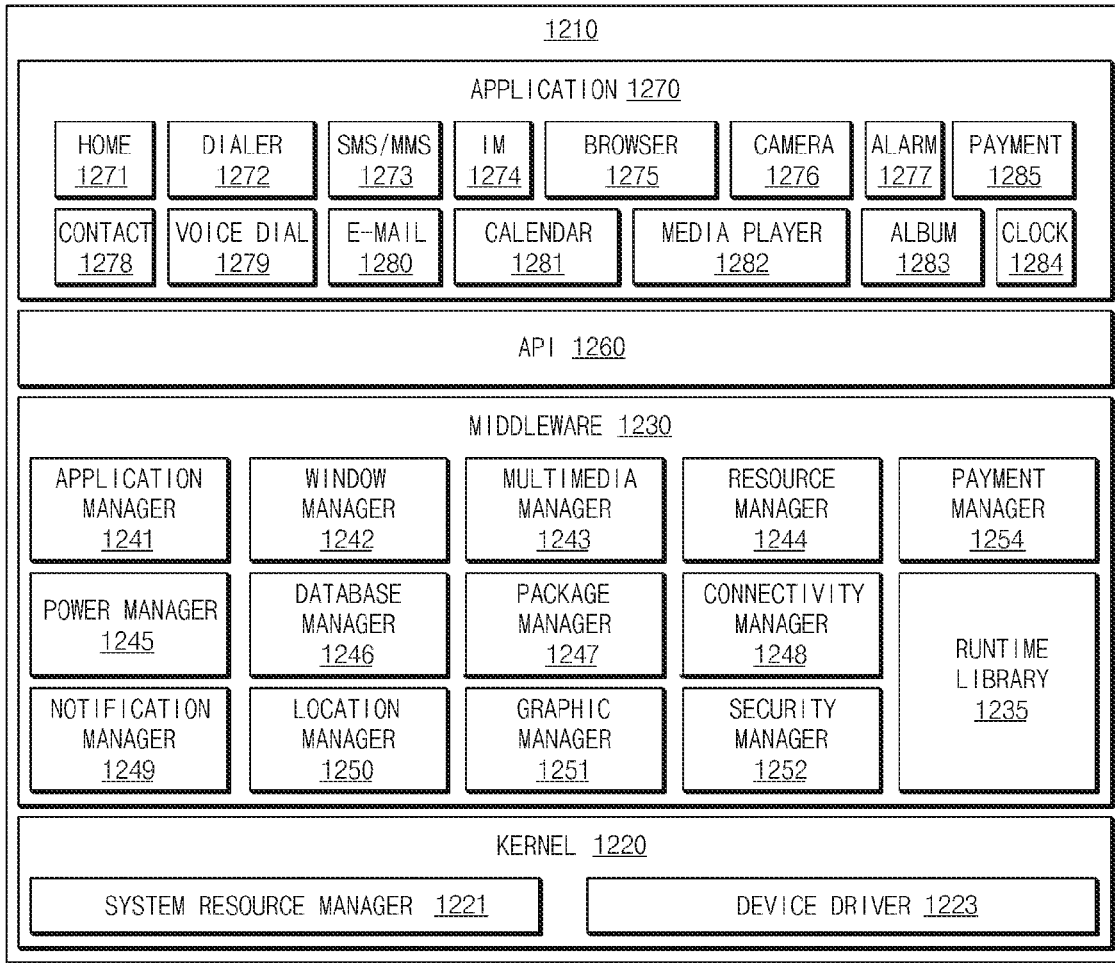 1210
APPLICATION 1270
HOME
1271
DIALER
1272
SMS/MMS
1273
IM
1274
BROWSER
1275
CAMERA
1276
ALARM
1277
PAYMENT
1285
CONTACT
1278
VOICE DIAL
1279
E-MAIL
1280
CALENDAR
1281
MEDIA PLAYER
1282
ALBUM
1283
CLOCK
1284
API 1260
MIDDLEWARE 1230
APPLICATION
MANAGER
1241
WINDOW
MANAGER
1242
MULTIMEDIA
MANAGER
1243
RESOURCE
MANAGER
1244
PAYMENT
MANAGER
1254
POWER MANAGER
1245
DATABASE
MANAGER
1246
PACKAGE
MANAGER
1247
CONNECTIVITY
MANAGER
1248
RUNTIME
LIBRARY
1235
NOTIFICATION
MANAGER
1249
LOCATION
MANAGER
1250
GRAPHIC
MANAGER
1251
SECURITY
MANAGER
1252
KERNEL 1220
SYSTEM RESOURCE MANAGER 1221
DEVICE DRIVER 1223